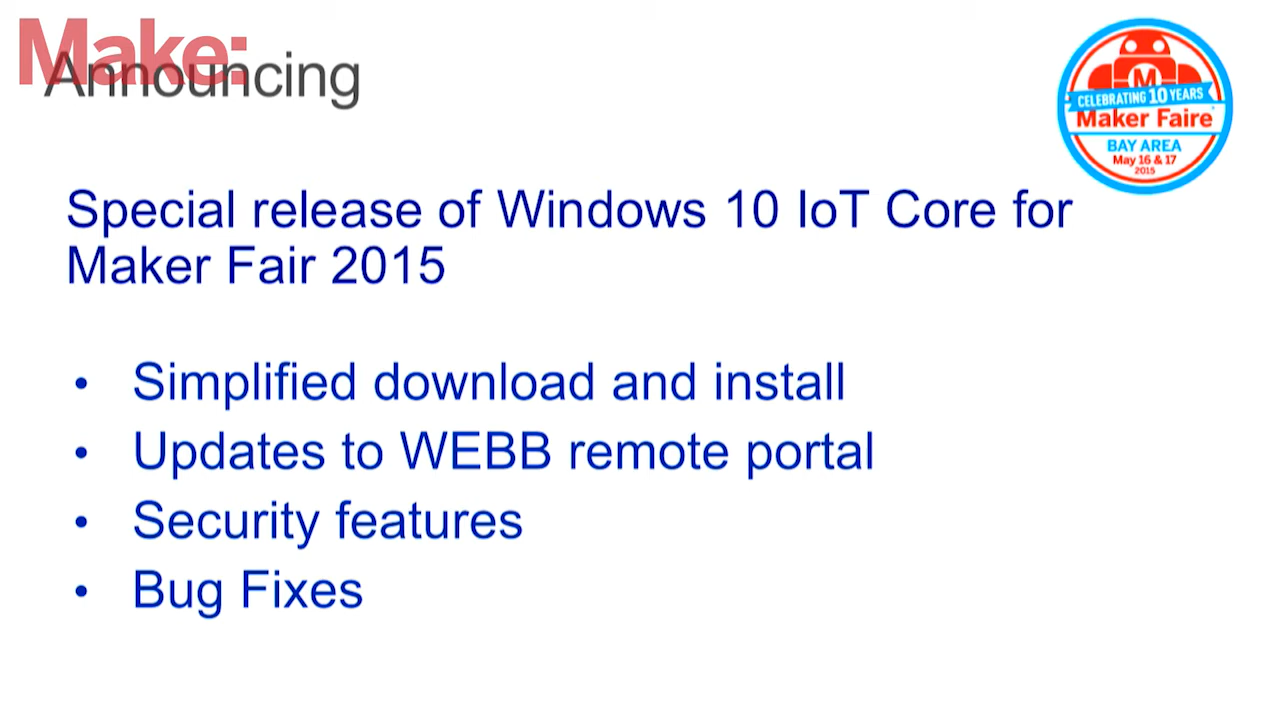 Make:
Announcing
M
CELEBRATING 10 YEARS
Maker Faire
BAY AREA
May 16 & 17
2015
Special release of Windows 10 IoT Core for
Maker Fair 2015
• Simplified download and install
• Updates to WEBB remote portal
• Security features
• Bug Fixes